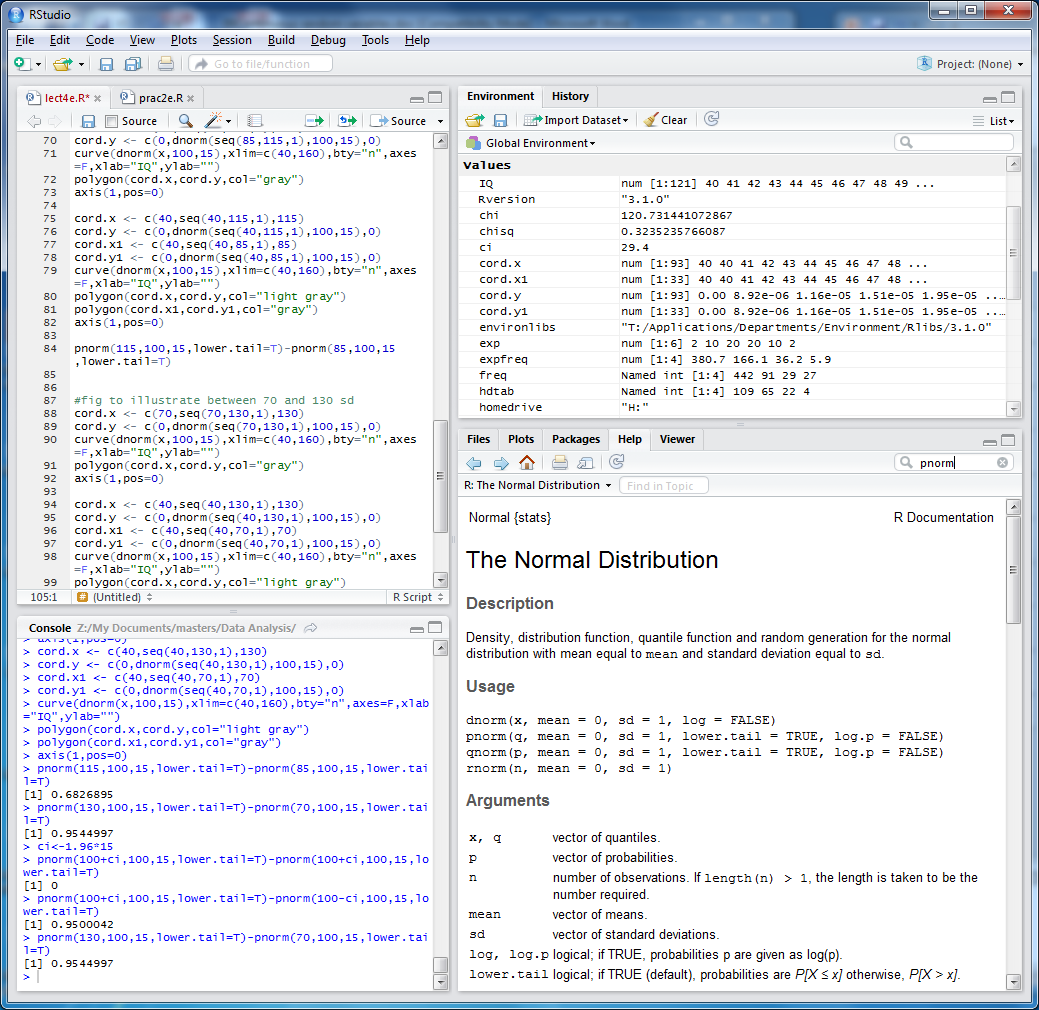 RStudio
File Edit Code View Plots Session Build Debug Tools Help
Go to file/function Project: (None)
lect4e.R* prac2e.R
Source Source
70 cord.y <- c(0,dnorm(seq(85,115,1),100,15),0)
71 curve(dnorm(x,100,15),xlim=c(40,160),bty="n",axes
=F,xlab="IQ",ylab="")
72 polygon(cord.x,cord.y,col="gray")
73 axis(1,pos=0)
74
75 cord.x <- c(40,seq(40,115,1),115)
76 cord.y <- c(0,dnorm(seq(40,115,1),100,15),0)
77 cord.x1 <- c(40,seq(40,85,1),85)
78 cord.y1 <- c(0,dnorm(seq(40,85,1),100,15),0)
79 curve(dnorm(x,100,15),xlim=c(40,160),bty="n",axes
=F,xlab="IQ",ylab="")
80 polygon(cord.x,cord.y,col="light gray")
81 polygon(cord.x1,cord.y1,col="gray")
82 axis(1,pos=0)
83
84 pnorm(115,100,15,lower.tail=T)-pnorm(85,100,15
,lower.tail=T)
85
86
87 #fig to illustrate between 70 and 130 sd
88 cord.x <- c(70,seq(70,130,1),130)
89 cord.y <- c(0,dnorm(seq(70,130,1),100,15),0)
90 curve(dnorm(x,100,15),xlim=c(40,160),bty="n",axes
=F,xlab="IQ",ylab="")
91 polygon(cord.x,cord.y,col="gray")
92 axis(1,pos=0)
93
94 cord.x <- c(40,seq(40,130,1),130)
95 cord.y <- c(0,dnorm(seq(40,130,1),100,15),0)
96 cord.x1 <- c(40,seq(40,70,1),70)
97 cord.y1 <- c(0,dnorm(seq(40,70,1),100,15),0)
98 curve(dnorm(x,100,15),xlim=c(40,160),bty="n",axes
=F,xlab="IQ",ylab="")
99 polygon(cord.x,cord.y,col="light gray")
105:1 (Untitled) R Script
Console Z:/My Documents/masters/Data Analysis/
> axis(1,pos=0)
> cord.x <- c(40,seq(40,130,1),130)
> cord.y <- c(0,dnorm(seq(40,130,1),100,15),0)
> cord.x1 <- c(40,seq(40,70,1),70)
> cord.y1 <- c(0,dnorm(seq(40,70,1),100,15),0)
> curve(dnorm(x,100,15),xlim=c(40,160),bty="n",axes=F,xlab
="IQ",ylab="")
> polygon(cord.x,cord.y,col="light gray")
> polygon(cord.x1,cord.y1,col="gray")
> axis(1,pos=0)
> pnorm(115,100,15,lower.tail=T)-pnorm(85,100,15,lower.tai
l=T)
[1] 0.6826895
> pnorm(130,100,15,lower.tail=T)-pnorm(70,100,15,lower.tai
l=T)
[1] 0.9544997
> ci<-1.96*15
> pnorm(100+ci,100,15,lower.tail=T)-pnorm(100+ci,100,15,lo
wer.tail=T)
[1] 0
> pnorm(100+ci,100,15,lower.tail=T)-pnorm(100-ci,100,15,lo
wer.tail=T)
[1] 0.9500042
> pnorm(130,100,15,lower.tail=T)-pnorm(70,100,15,lower.tai
l=T)
[1] 0.9544997
>
Environment History
Import Dataset Clear List
Global Environment
Values
IQ num [1:121] 40 41 42 43 44 45 46 47 48 49 ...
Rversion "3.1.0"
chi 120.731441072867
chisq 0.3235235766087
ci 29.4
cord.x num [1:93] 40 40 41 42 43 44 45 46 47 48 ...
cord.x1 num [1:33] 40 40 41 42 43 44 45 46 47 48 ...
cord.y num [1:93] 0.00 8.92e-06 1.16e-05 1.51e-05 1.95e-05 ...
cord.y1 num [1:33] 0.00 8.92e-06 1.16e-05 1.51e-05 1.95e-05 ...
environlibs "T:/Applications/Departments/Environment/Rlibs/3.1.0"
exp num [1:6] 2 10 20 20 10 2
expfreq num [1:4] 380.7 166.1 36.2 5.9
freq Named int [1:4] 442 91 29 27
hdtab Named int [1:4] 109 65 22 4
homedrive "H:"
Files Plots Packages Help Viewer
pnorm
R: The Normal Distribution Find in Topic
Normal {stats} R Documentation
The Normal Distribution
Description
Density, distribution function, quantile function and random generation for the normal
distribution with mean equal to mean and standard deviation equal to sd.
Usage
dnorm(x, mean = 0, sd = 1, log = FALSE)
pnorm(q, mean = 0, sd = 1, lower.tail = TRUE, log.p = FALSE)
qnorm(p, mean = 0, sd = 1, lower.tail = TRUE, log.p = FALSE)
rnorm(n, mean = 0, sd = 1)
Arguments
x, q vector of quantiles.
p vector of probabilities.
n number of observations. If length(n) > 1, the length is taken to be the
number required.
mean vector of means.
sd vector of standard deviations.
log, log.p logical; if TRUE, probabilities p are given as log(p).
lower.tail logical; if TRUE (default), probabilities are P[X ≤ x] otherwise, P[X > x].